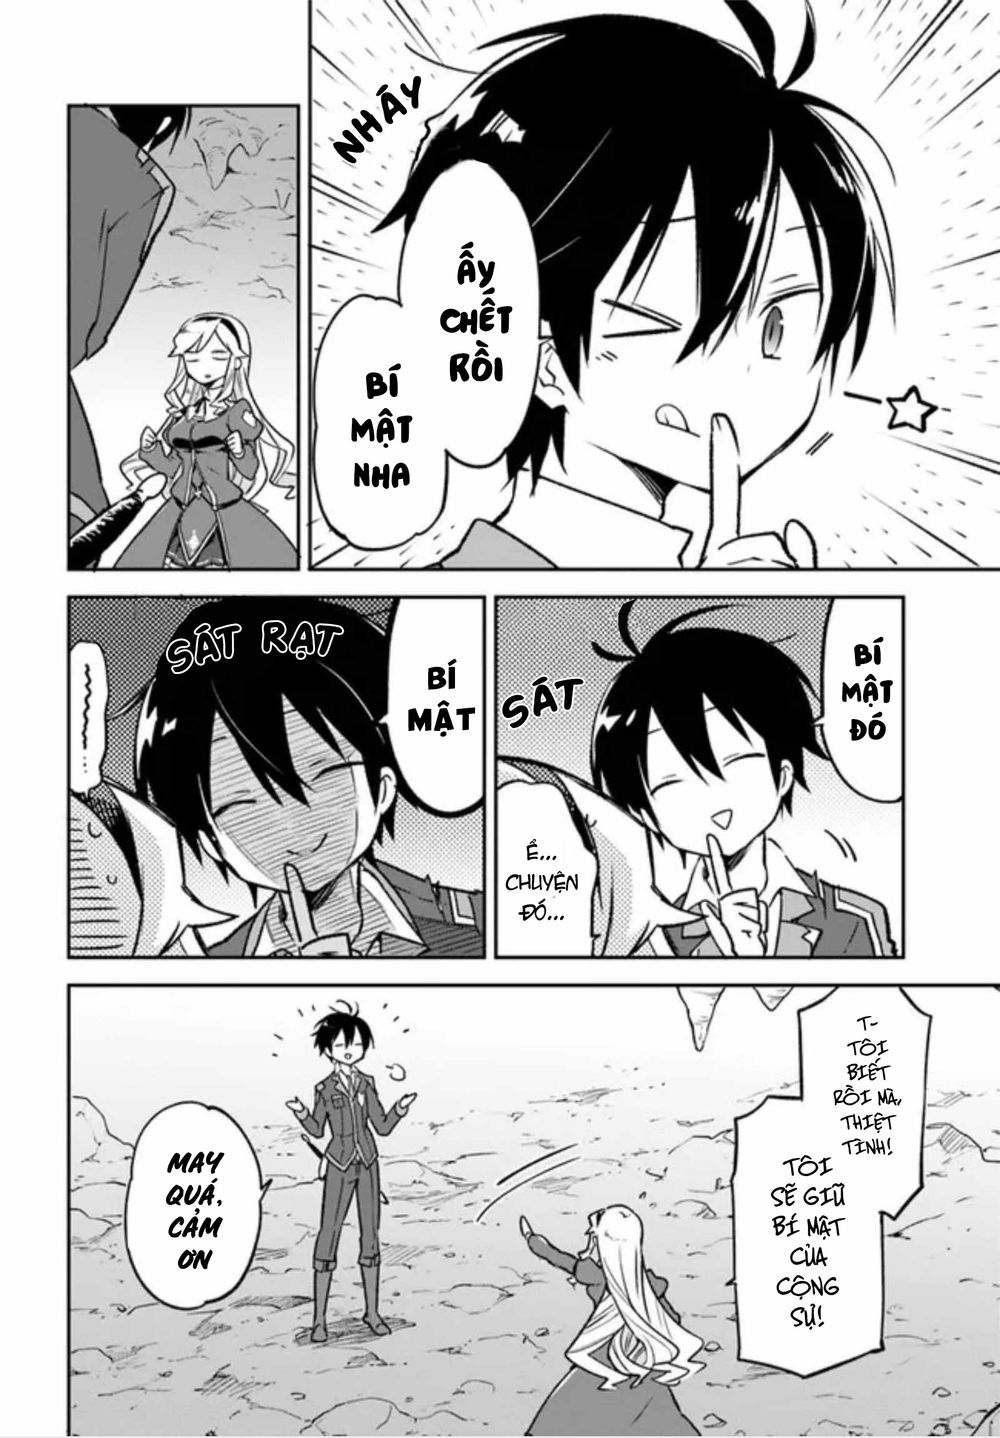 NHÁY
ẤY
CHẾT
RỒI
BÍ
MẬT
NHA
BÍ
MẬT
ĐÓ
SÁT
Ể...
CHUYỆN
ĐÓ...
BÍ
MẬT
SÁT RẠT
T-
TÔI
BIẾT
RỒI MÀ,
THIỆT
TÌNH!
TÔI
SẼ GIỮ
BÍ MẬT
CỦA
CỘNG
SỰ!
MAY
QUÁ,
CẢM
ƠN